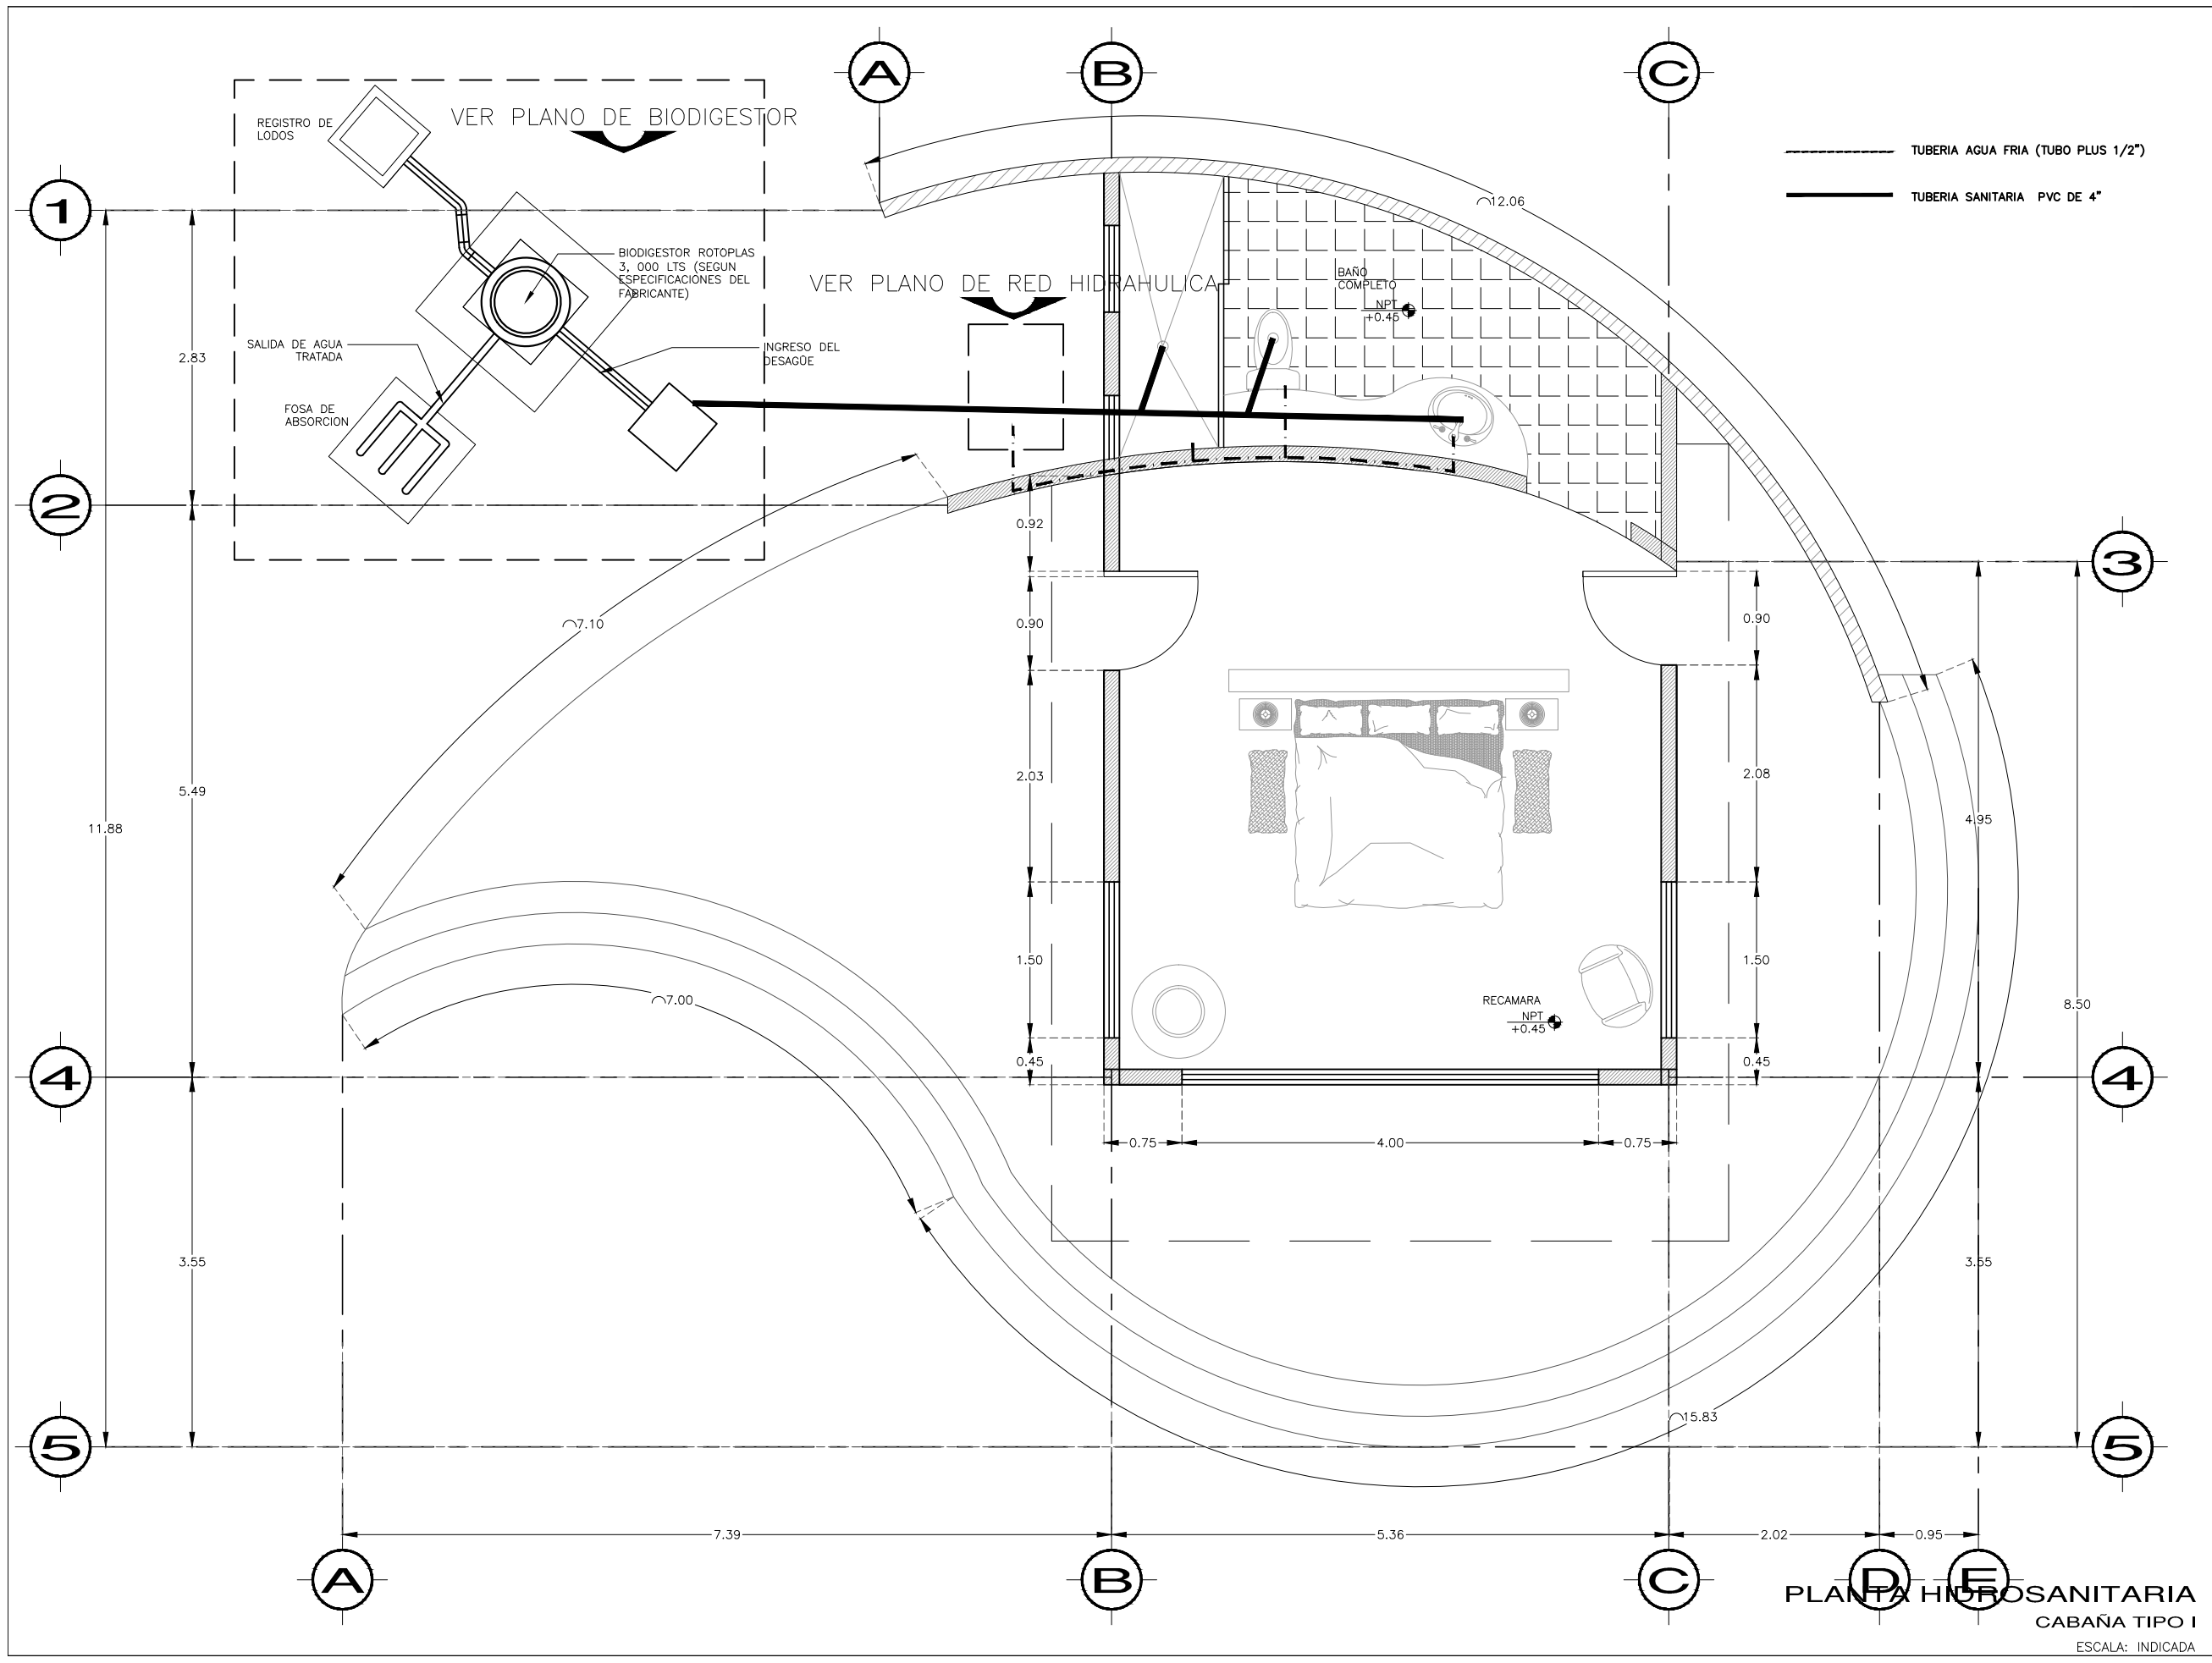 A
B
C
VER PLANO DE BIODIGESTOR
REGISTRO DE
LODOS
TUBERIA AGUA FRIA (TUBO PLUS 1/2")
TUBERIA SANITARIA PVC DE 4"
1
12.06
BIODIGESTOR ROTOPLAS
3, 000 LTS (SEGUN
ESPECIFICACIONES DEL
FABRICANTE)
VER PLANO DE RED HIDRAHULICA
BAÑO
COMPLETO
NPT
+0.45
2.83
SALIDA DE AGUA
TRATADA
INGRESO DEL
DESAGÜE
FOSA DE
ABSORCION
2
0.92
3
7.10
0.90
0.90
2.03
2.08
5.49
11.88
4.95
1.50
1.50
7.00
RECAMARA
NPT
+0.45
8.50
0.45
0.45
4
4
0.75
4.00
0.75
3.55
3.55
15.83
5
5
7.39
5.36
2.02
0.95
A
B
C
D
E
PLANTA HIDROSANITARIA
CABAÑA TIPO I
ESCALA: INDICADA